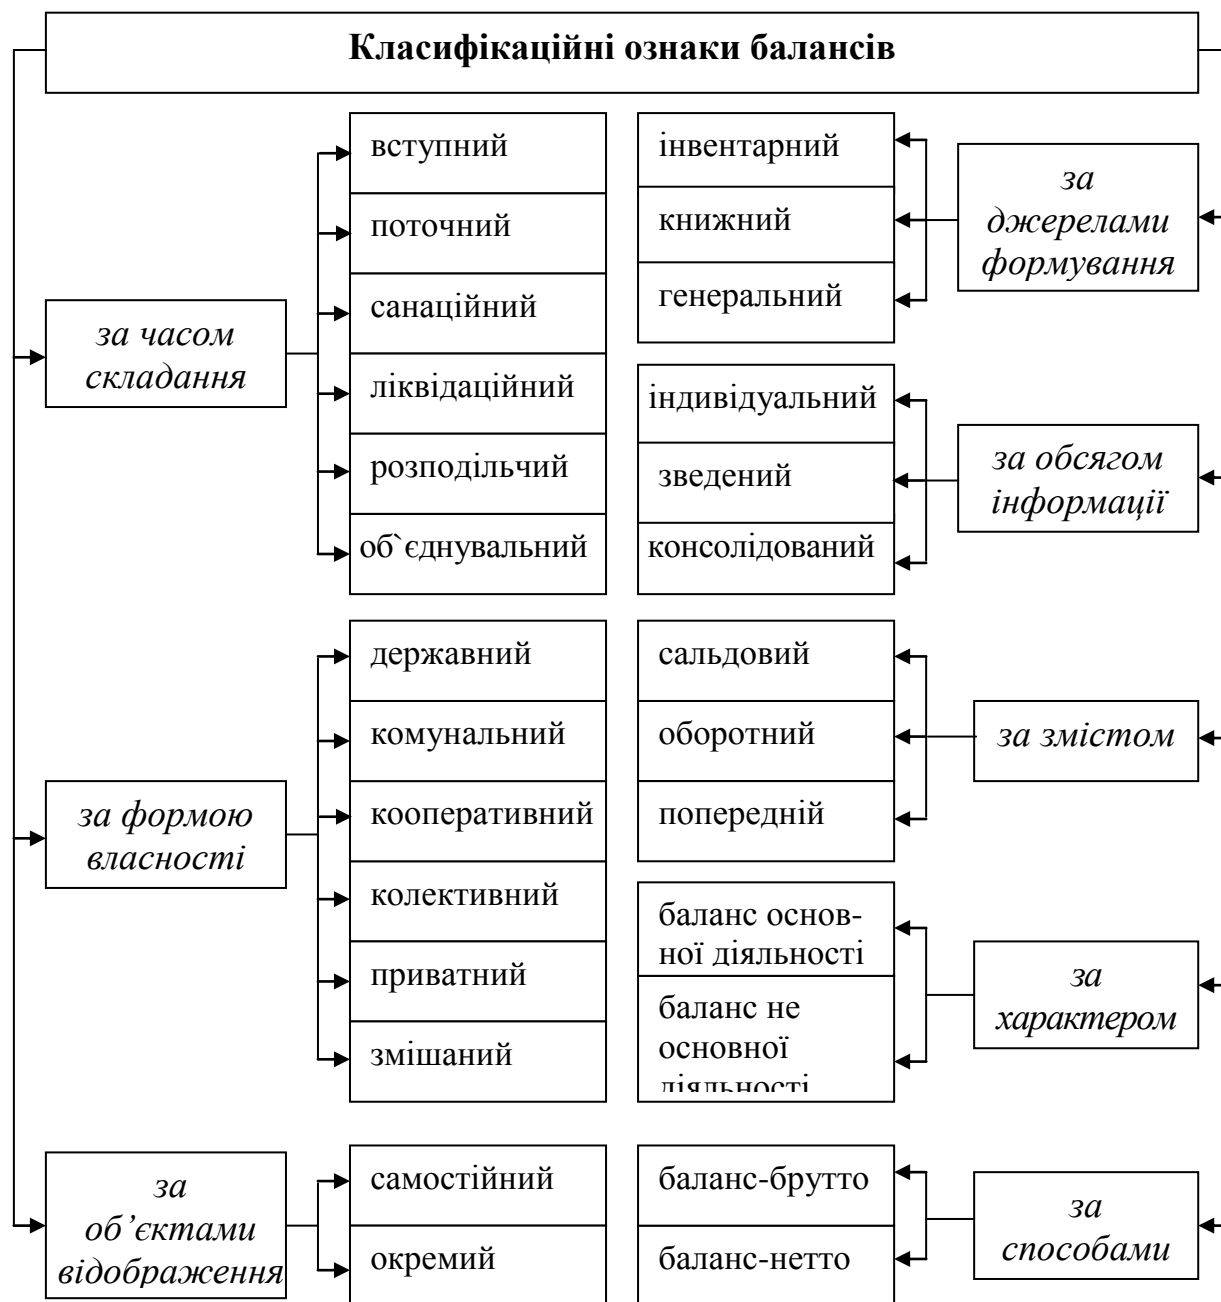 Класифікаційні ознаки балансів
за часом
складання
вступний
поточний
санаційний
ліквідаційний
розподільчий
об`єднувальний
інвентарний
книжний
генеральний
за
джерелами
формування
індивідуальний
зведений
консолідований
за обсягом
інформації
за формою
власності
державний
комунальний
кооперативний
колективний
приватний
змішаний
сальдовий
оборотний
попередній
за змістом
баланс основ-
ної діяльності
баланс не
основної
діяльності
за
характером
за
об’єктами
відображення
самостійний
окремий
баланс-брутто
баланс-нетто
за
способами